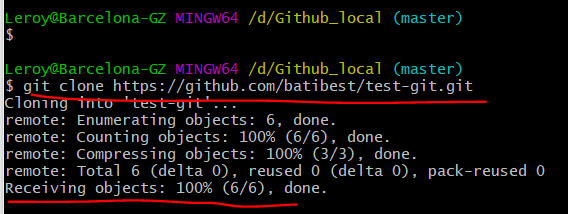 Leroy@Barcelona-GZ MINGW64 /d/Github_local (master)
$
Leroy@Barcelona-GZ MINGW64 /d/Github_local (master)
$ git clone https://github.com/batibest/test-git.git
Cloning into 'test-git'...
remote: Enumerating objects: 6, done.
remote: Counting objects: 100% (6/6), done.
remote: Compressing objects: 100% (3/3), done.
remote: Total 6 (delta 0), reused 0 (delta 0), pack-reused 0
Receiving objects: 100% (6/6), done.